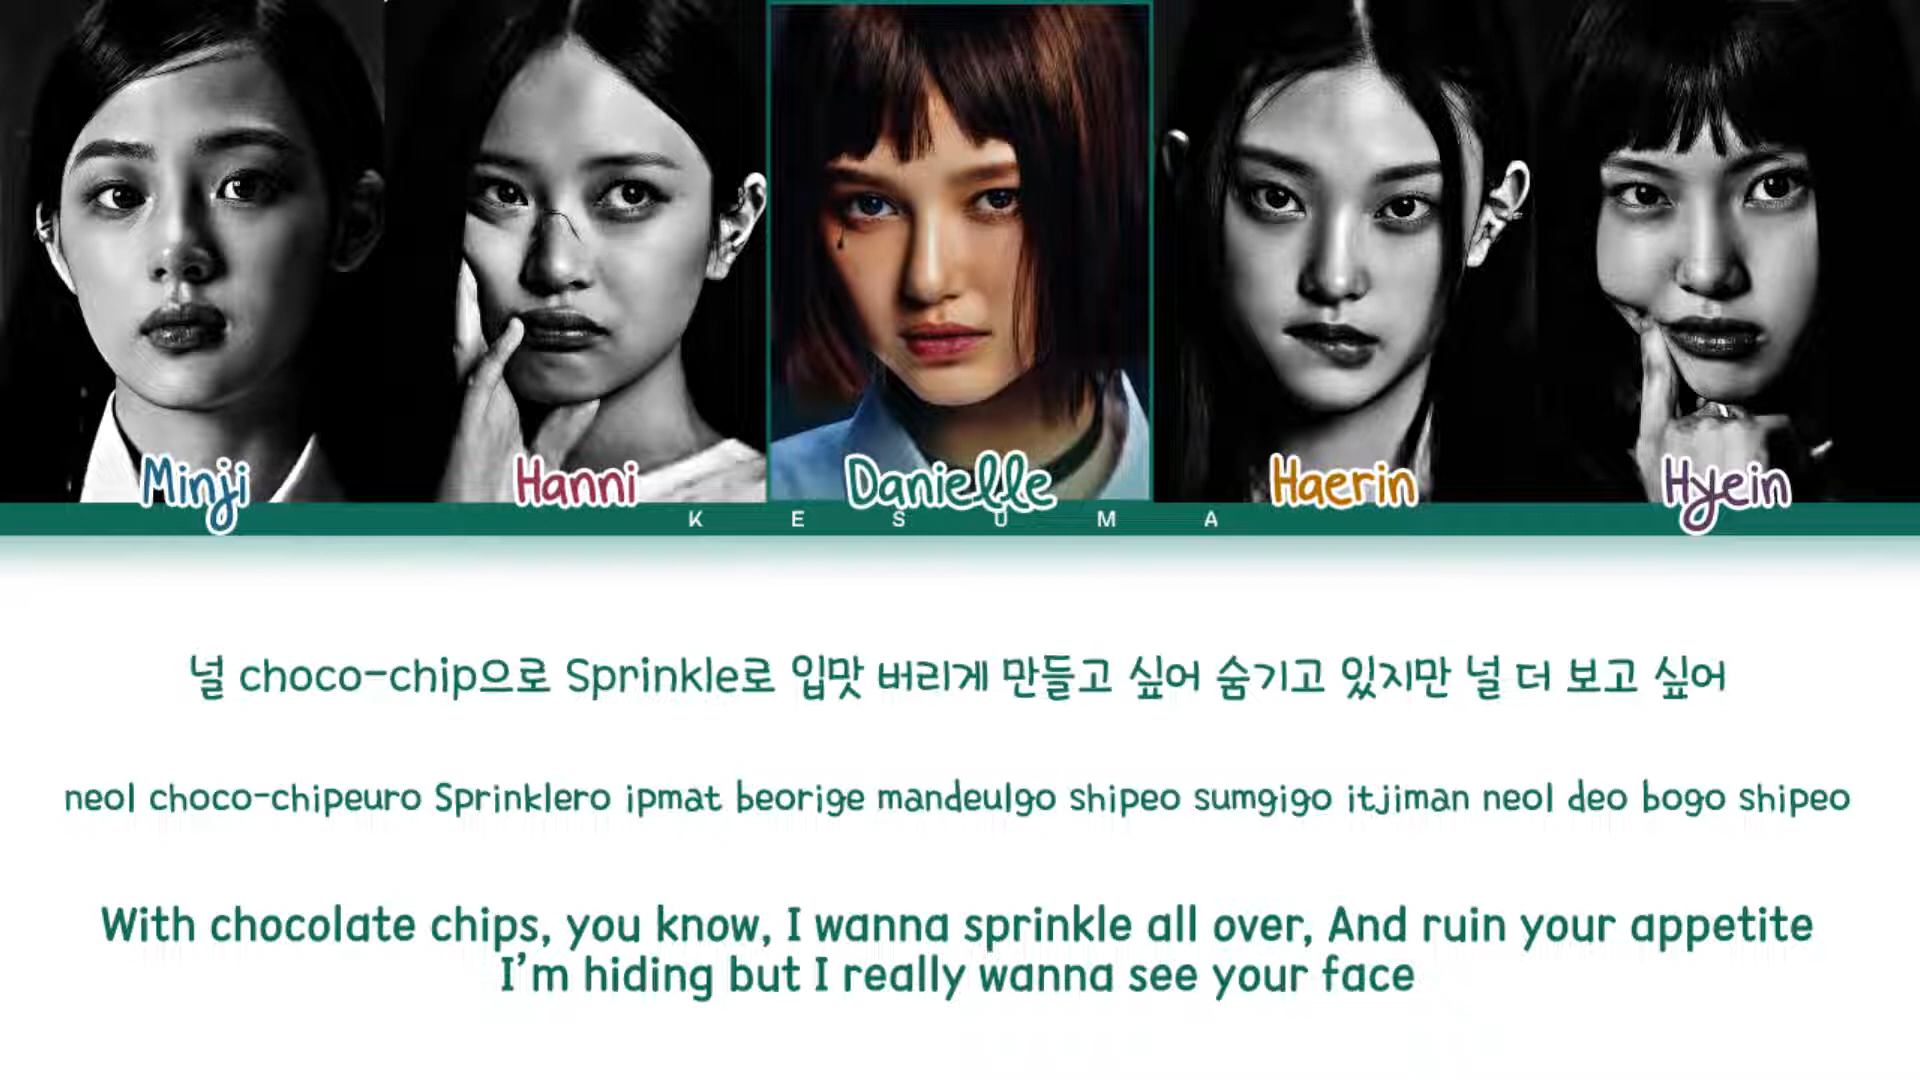 Minji Hanni Danielle Haerin Hyein
K E S U M A
널 choco-chip으로 Sprinkle로 입맛 버리게 만들고 싶어 숨기고 있지만 널 더 보고 싶어
neol choco-chipeuro Sprinklero ipmat beorige mandeulgo shipeo sumgigo itjiman neol deo bogo shipeo
With chocolate chips, you know, I wanna sprinkle all over, And ruin your appetite
I'm hiding but I really wanna see your face